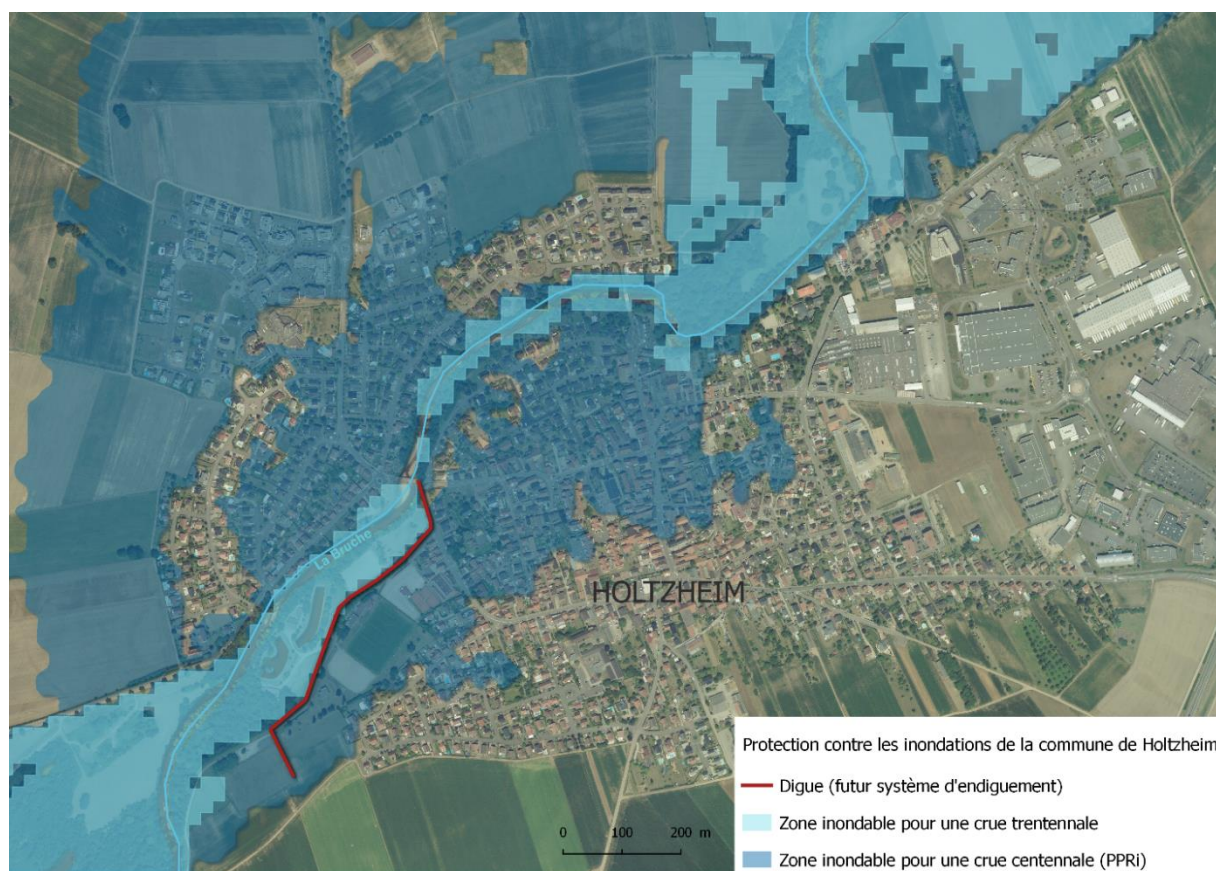 La Bruche
HOLTZHEIM
Protection contre les inondations de la commune de Holtzheim
Digue (futur système d'endiguement)
0 100 200 m
Zone inondable pour une crue trentennale
Zone inondable pour une crue centennale (PPRi)